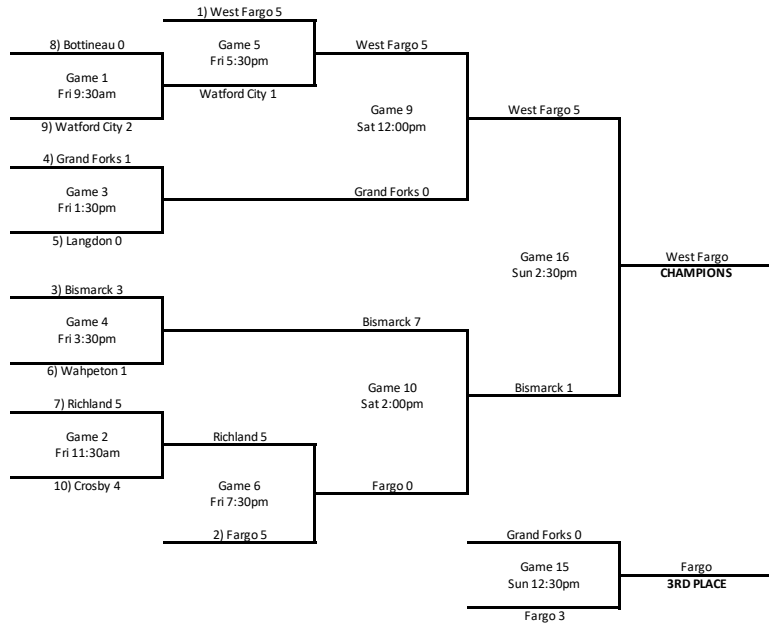 1) West Fargo 5
8) Bottineau 0
Game 5
Fri 5:30pm
West Fargo 5
Game 1
Fri 9:30am
Watford City 1
9) Watford City 2
Game 9
Sat 12:00pm
West Fargo 5
4) Grand Forks 1
Game 3
Fri 1:30pm
Grand Forks 0
5) Langdon 0
Game 16
Sun 2:30pm
West Fargo
CHAMPIONS
3) Bismarck 3
Game 4
Fri 3:30pm
Bismarck 7
6) Wahpeton 1
Game 10
Sat 2:00pm
Bismarck 1
7) Richland 5
Game 2
Fri 11:30am
Richland 5
10) Crosby 4
Game 6
Fri 7:30pm
Fargo 0
2) Fargo 5
Grand Forks 0
Game 15
Sun 12:30pm
Fargo
3RD PLACE
Fargo 3